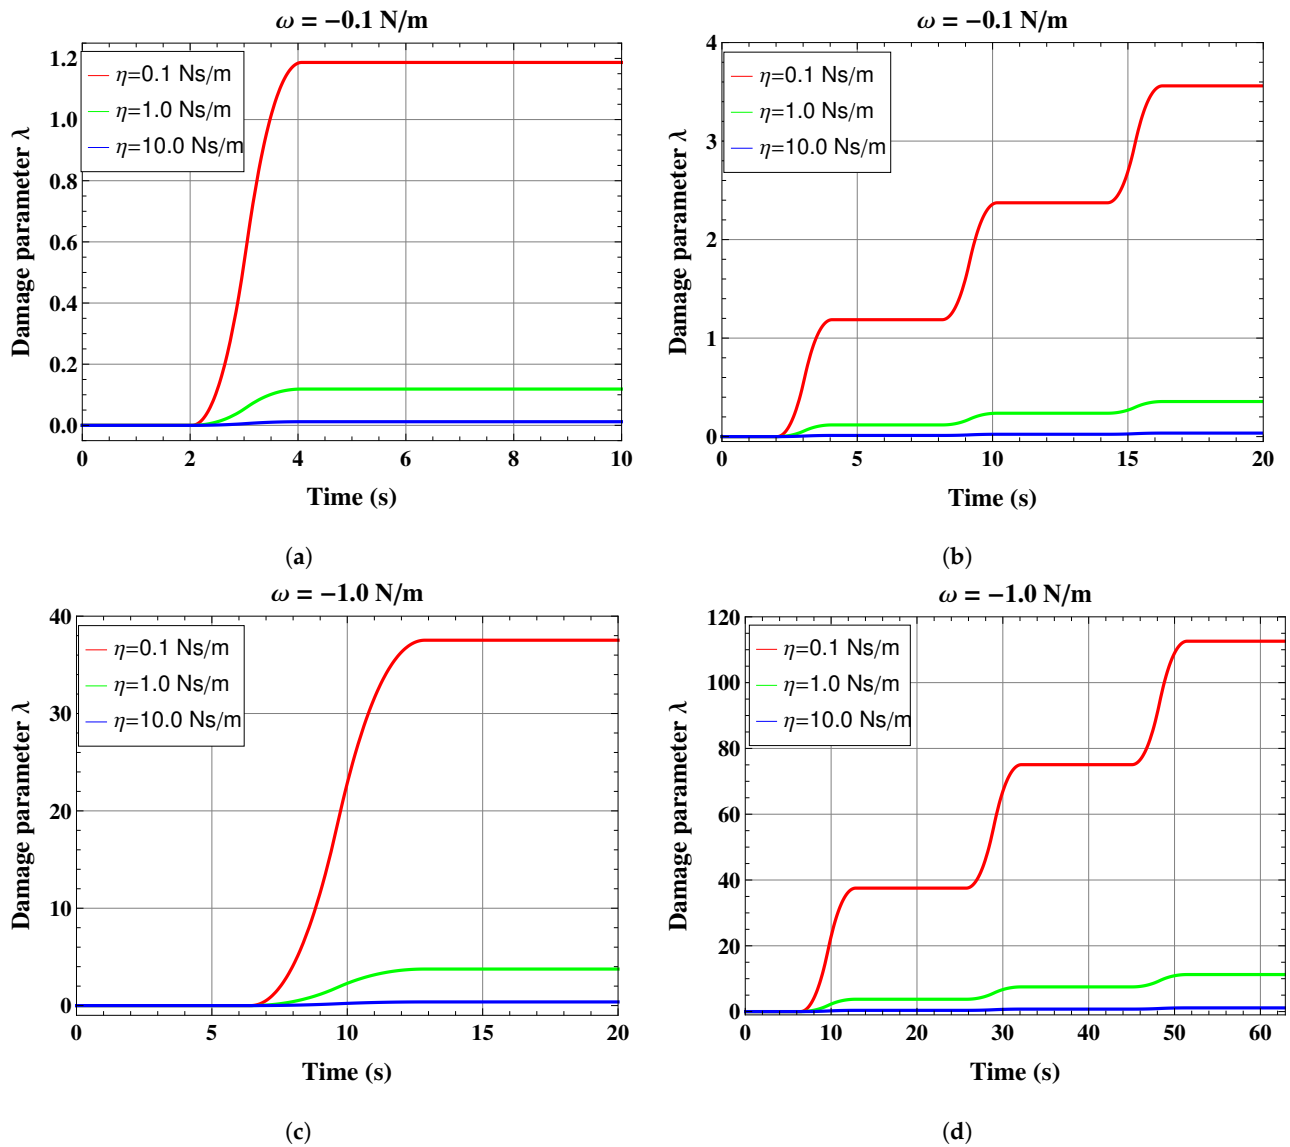 ω = −0.1 N/m
η=0.1 Ns/m
η=1.0 Ns/m
η=10.0 Ns/m
Damage parameter λ
1.2
1.0
0.8
0.6
0.4
0.2
0.0
0 2 4 6 8 10
Time (s)
(a)
ω = −0.1 N/m
η=0.1 Ns/m
η=1.0 Ns/m
η=10.0 Ns/m
Damage parameter λ
4
3
2
1
0
0 5 10 15 20
Time (s)
(b)
ω = −1.0 N/m
η=0.1 Ns/m
η=1.0 Ns/m
η=10.0 Ns/m
Damage parameter λ
40
30
20
10
0
0 5 10 15 20
Time (s)
(c)
ω = −1.0 N/m
η=0.1 Ns/m
η=1.0 Ns/m
η=10.0 Ns/m
Damage parameter λ
120
100
80
60
40
20
0
0 10 20 30 40 50 60
Time (s)
(d)